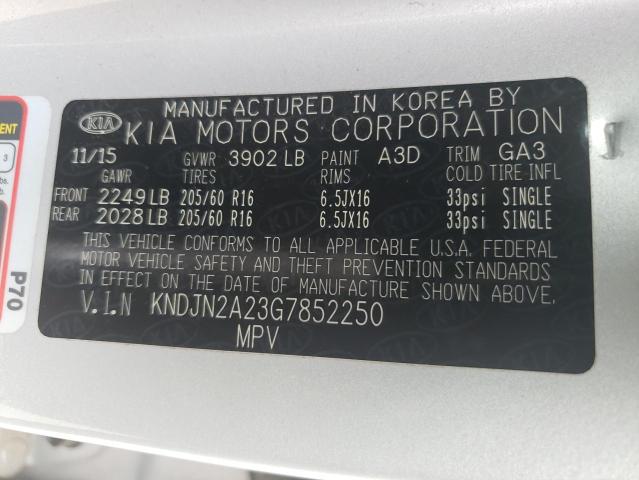 MANUFACTURED IN KOREA BY
KIA KIA MOTORS CORPORATION
11/15 GVWR 3902 LB PAINT A3D TRIM GA3
GAWR TIRES RIMS COLD TIRE INFL
FRONT 2249 LB 205/60 R16 6.5JX16 33psi SINGLE
REAR 2028 LB 205/60 R16 6.5JX16 33psi SINGLE
THIS VEHICLE CONFORMS TO ALL APPLICABLE U.S.A. FEDERAL
MOTOR VEHICLE SAFETY AND THEFT PREVENTION STANDARDS
IN EFFECT ON THE DATE OF MANUFACTURE SHOWN ABOVE.
V.I.N KNDJN2A23G7852250
MPV
3
P70